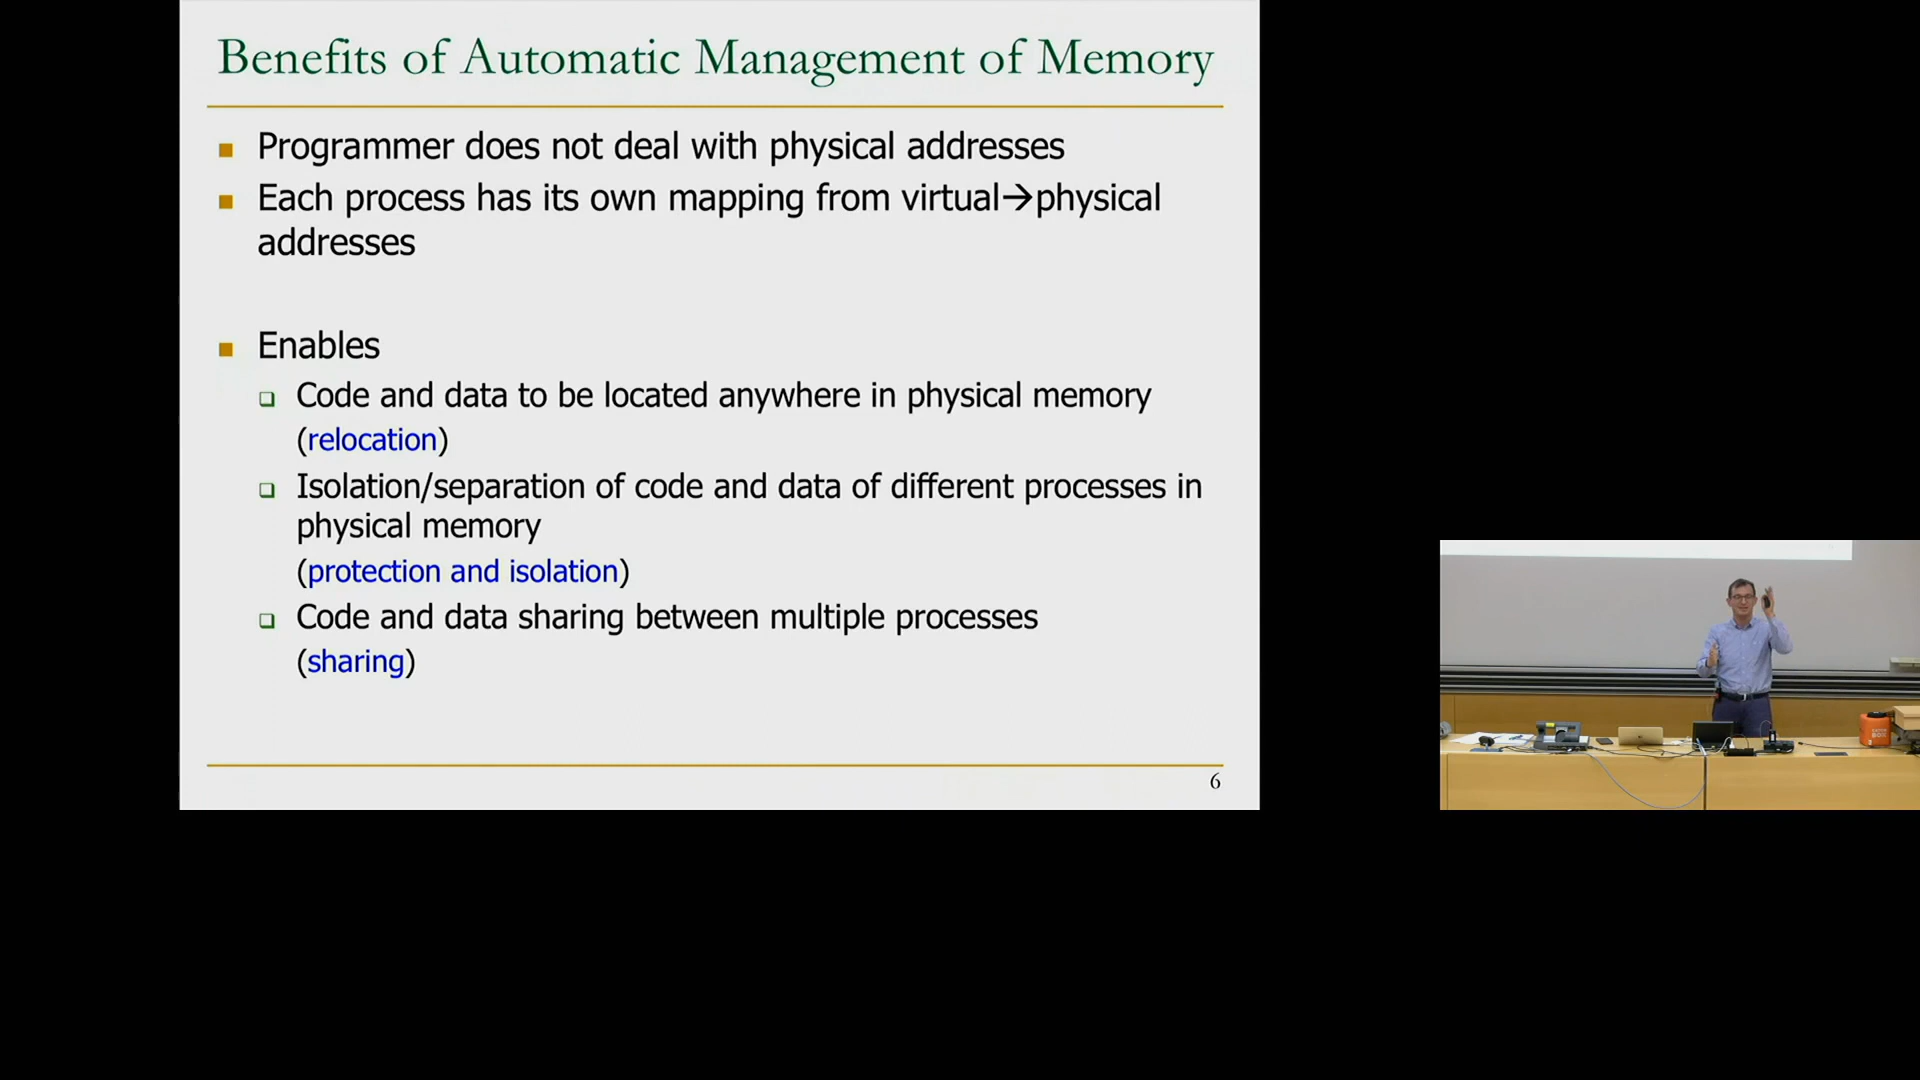 Benefits of Automatic Management of Memory
Programmer does not deal with physical addresses
Each process has its own mapping from virtual→physical
addresses
Enables
Code and data to be located anywhere in physical memory
(relocation)
Isolation/separation of code and data of different processes in
physical memory
(protection and isolation)
Code and data sharing between multiple processes
(sharing)
6